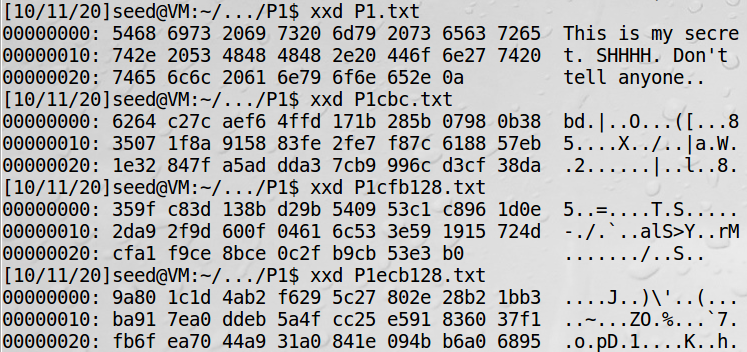 [10/11/20]seed@VM:~/.../P1$ xxd P1.txt
00000000: 5468 6973 2069 7320 6d79 2073 6563 7265  This is my secre
00000010: 742e 2053 4848 4848 2e20 446f 6e27 7420  t. SHHHH. Don't
00000020: 7465 6c6c 2061 6e79 6f6e 652e 0a  tell anyone..
[10/11/20]seed@VM:~/.../P1$ xxd P1cbc.txt
00000000: 6264 c27c aef6 4ffd 171b 285b 0798 0b38  bd.|..O...([...8
00000010: 3507 1f8a 9158 83fe 2fe7 f87c 6188 57eb  5....X../..|a.W.
00000020: 1e32 847f a5ad dda3 7cb9 996c d3cf 38da  .2......|..l..8.
[10/11/20]seed@VM:~/.../P1$ xxd P1cfb128.txt
00000000: 359f c83d 138b d29b 5409 53c1 c896 1d0e  5..=....T.S.....
00000010: 2da9 2f9d 600f 0461 6c53 3e59 1915 724d  -./.`..alS>Y..rM
00000020: cfa1 f9ce 8bce 0c2f b9cb 53e3 b0  ......./..S..
[10/11/20]seed@VM:~/.../P1$ xxd P1ecb128.txt
00000000: 9a80 1c1d 4ab2 f629 5c27 802e 28b2 1bb3  ....J..)\'..(...
00000010: ba91 7ea0 ddeb 5a4f cc25 e591 8360 37f1  ..~...ZO.%...`7.
00000020: fb6f ea70 44a9 31a0 841e 094b b6a0 6895  .o.pD.1....K..h.